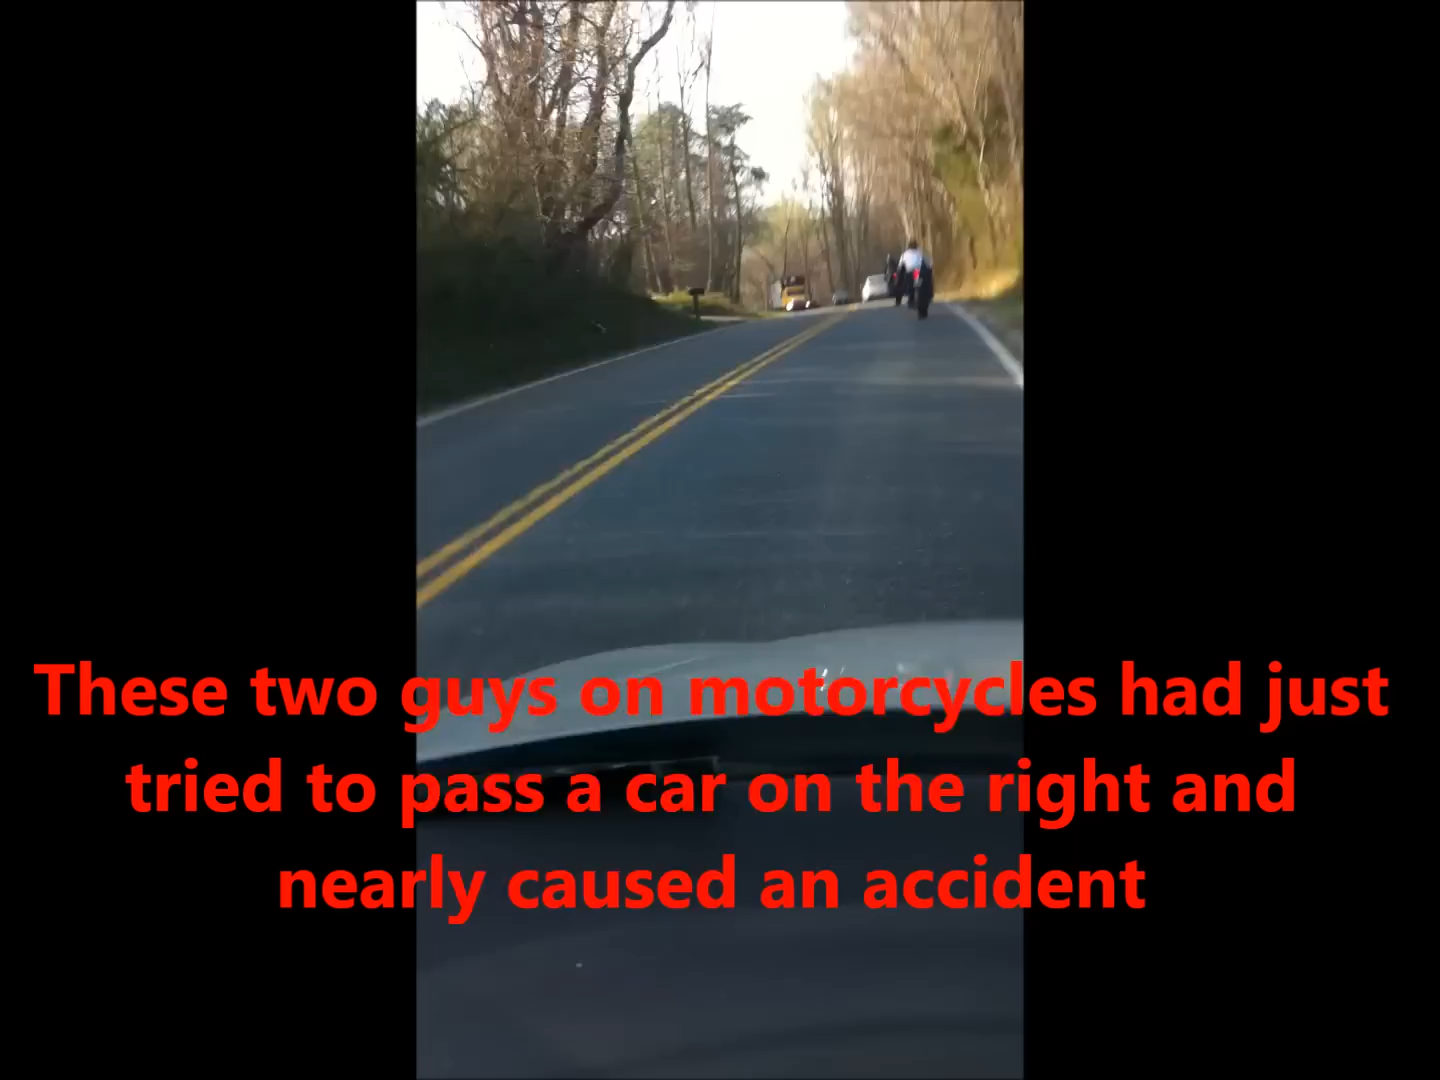 These two guys on motorcycles had just
tried to pass a car on the right and
nearly caused an accident